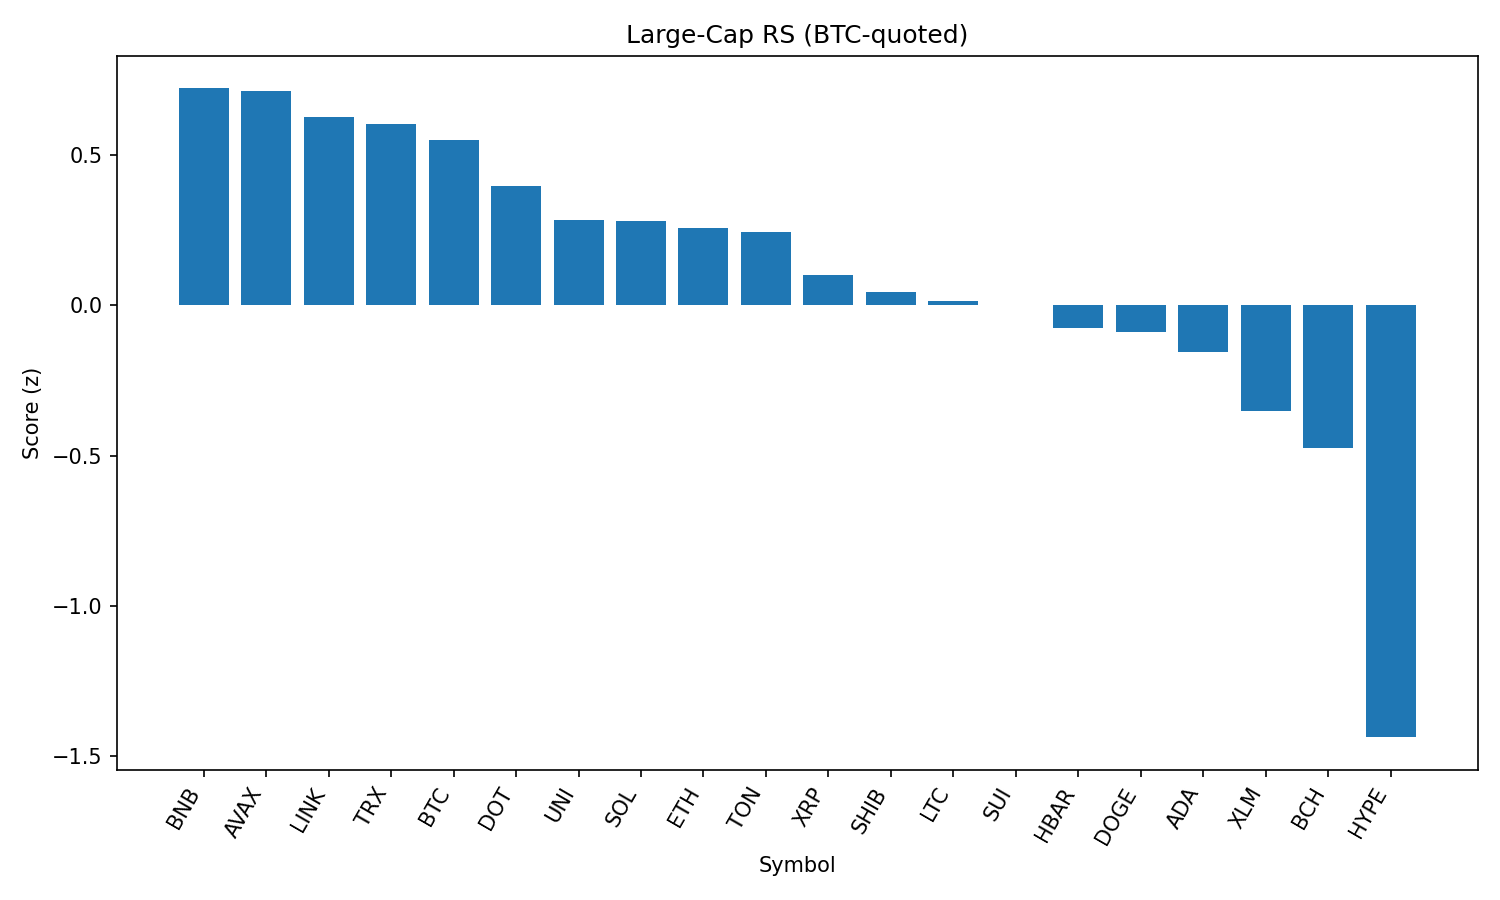 Large-Cap RS (BTC-quoted)
Score (z)
0.5
0.0
−0.5
−1.0
−1.5
BNB
AVAX
LINK
TRX
BTC
DOT
UNI
SOL
ETH
TON
XRP
SHIB
LTC
SUI
HBAR
DOGE
ADA
XLM
BCH
HYPE
Symbol